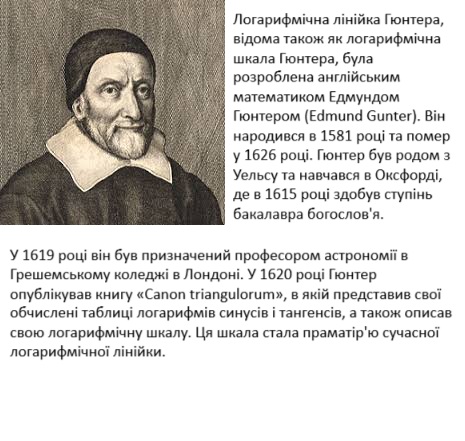 Логарифмічна лінійка Гюнтера,
відома також як логарифмічна
шкала Гюнтера, була
розроблена англійським
математиком Едмундом
Гюнтером (Edmund Gunter). Він
народився в 1581 році та помер
у 1626 році. Гюнтер був родом з
Уельсу та навчався в Оксфорді,
де в 1615 році здобув ступінь
бакалавра богослов'я.
У 1619 році він був призначений професором астрономії в
Грешемському коледжі в Лондоні. У 1620 році Гюнтер
опублікував книгу «Canon triangulorum», в якій представив свої
обчислені таблиці логарифмів синусів і тангенсів, а також описав
свою логарифмічну шкалу. Ця шкала стала праматір'ю сучасної
логарифмічної лінійки.